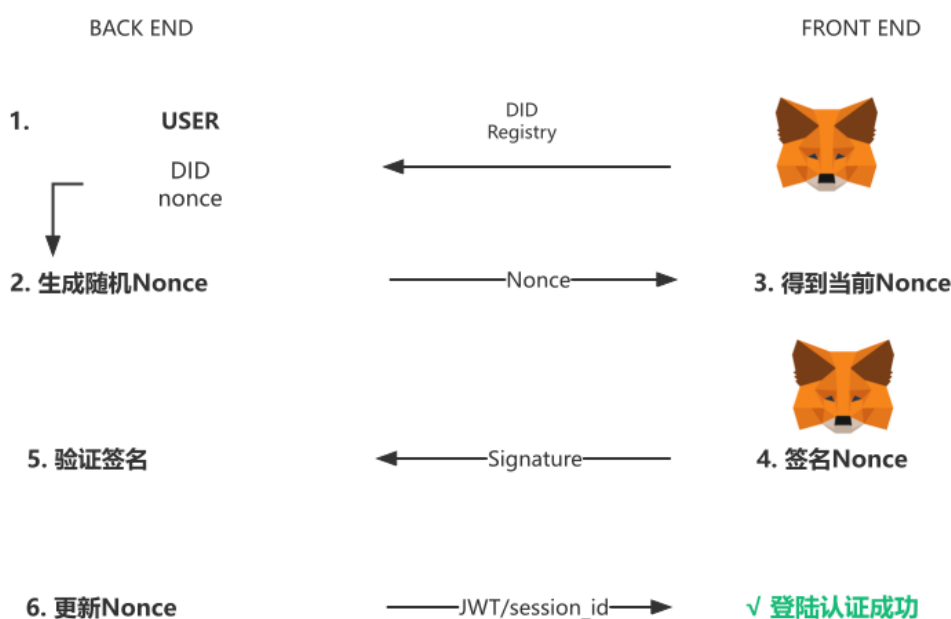 BACK END
FRONT END
1.
USER
DID
Registry
DID
nonce
2. 生成随机Nonce
Nonce
3. 得到当前Nonce
5. 验证签名
Signature
4. 签名Nonce
6. 更新Nonce
JWT/session_id
√ 登陆认证成功